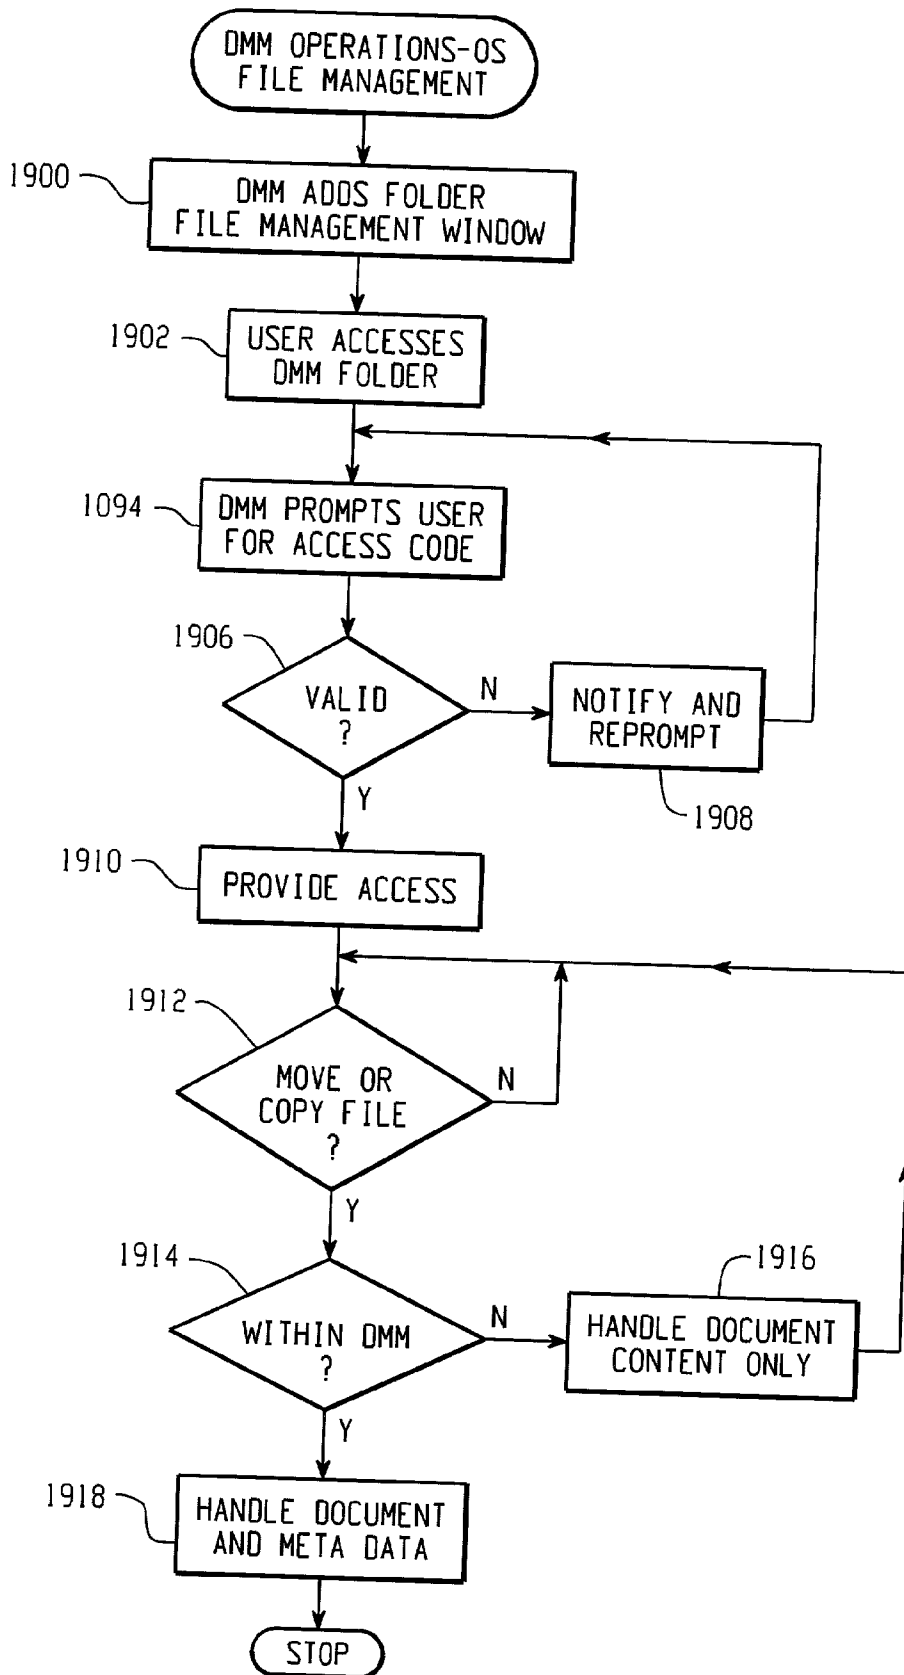 DMM OPERATIONS-OS
FILE MANAGEMENT
1900
DMM ADDS FOLDER
FILE MANAGEMENT WINDOW
1902
USER ACCESSES
DMM FOLDER
1094
DMM PROMPTS USER
FOR ACCESS CODE
1906
VALID
?
N
NOTIFY AND
REPROMPT
1908
Y
1910
PROVIDE ACCESS
1912
MOVE OR
COPY FILE
?
N
Y
1914
WITHIN DMM
?
N
1916
HANDLE DOCUMENT
CONTENT ONLY
Y
1918
HANDLE DOCUMENT
AND META DATA
STOP